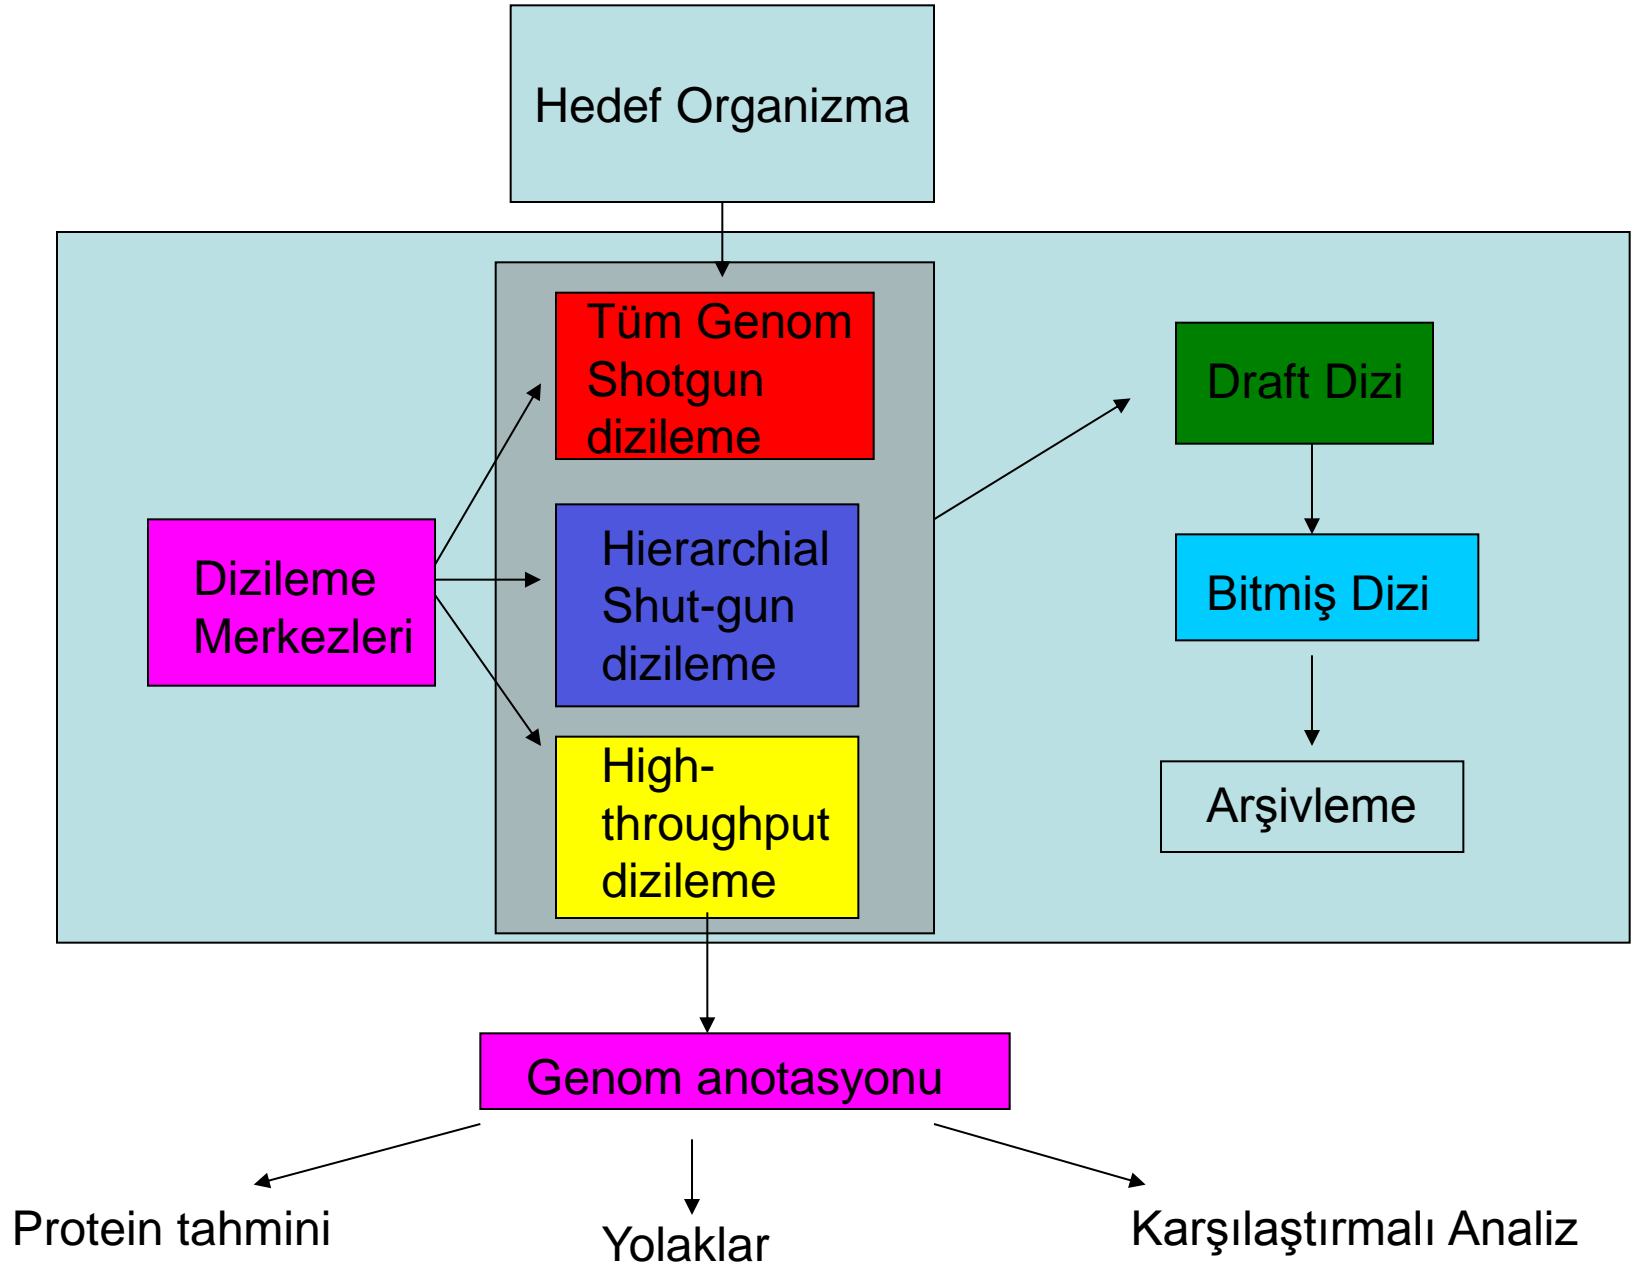 Hedef Organizma
Tüm Genom
Shotgun
dizileme
Draft Dizi
Dizileme
Merkezleri
Hierarchial
Shut-gun
dizileme
Bitmiş Dizi
High-
throughput
dizileme
Arşivleme
Genom anotasyonu
Protein tahmini
Yolaklar
Karşılaştırmalı Analiz